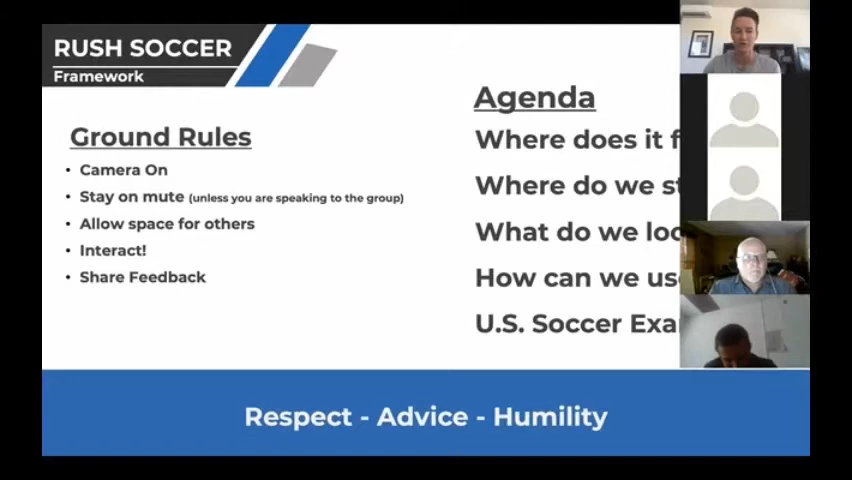 RUSH SOCCER
Framework
Ground Rules
• Camera On
• Stay on mute (unless you are speaking to the group)
• Allow space for others
• Interact!
• Share Feedback
Agenda
Where does it f
Where do we st
What do we loo
How can we use
U.S. Soccer Exa
Respect - Advice - Humility